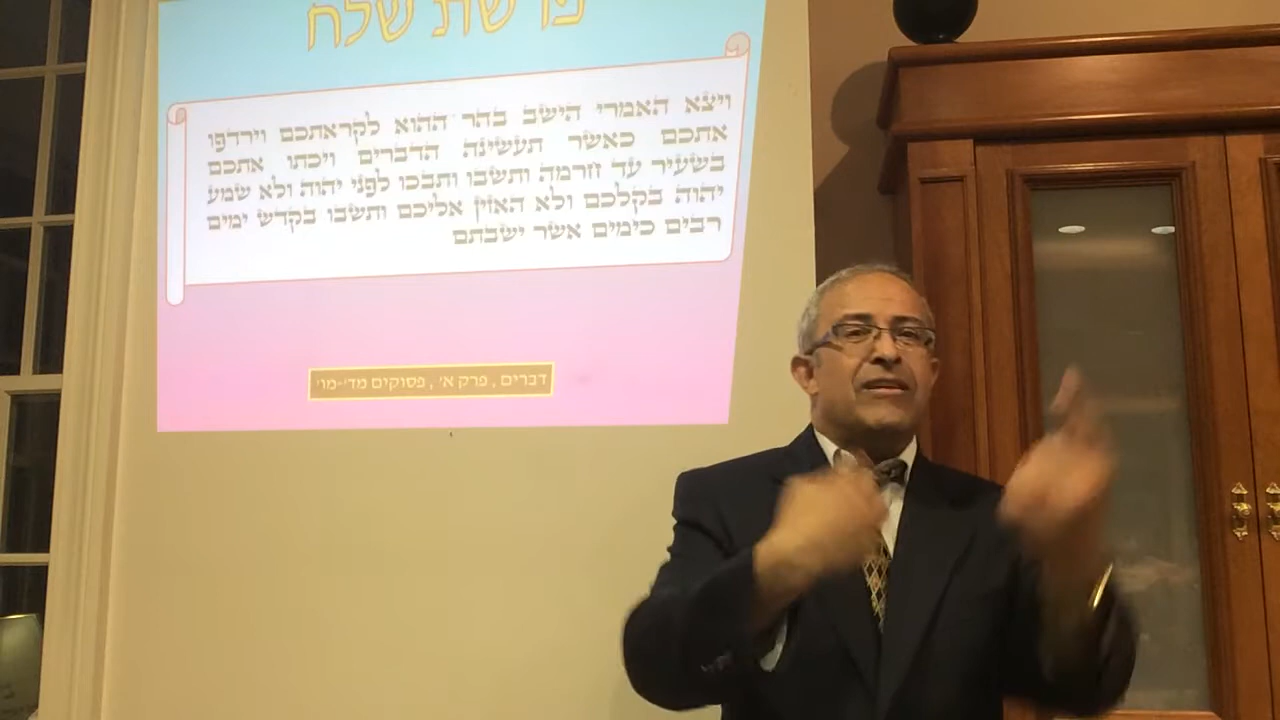 פרשת שלח
ויצא האמרי הישב בהר ההוא לקראתכם וירדפו
אתכם כאשר תעשינה הדברים ויכתו אתכם
בשעיר עד חרמה ותשבו ותבכו לפני יהוה ולא שמע
יהוה בקלכם ולא האזין אליכם ותשבו בקדש ימים
רבים כימים אשר ישבתם
דברים , פרק א' , פסוקים מד'-מו'